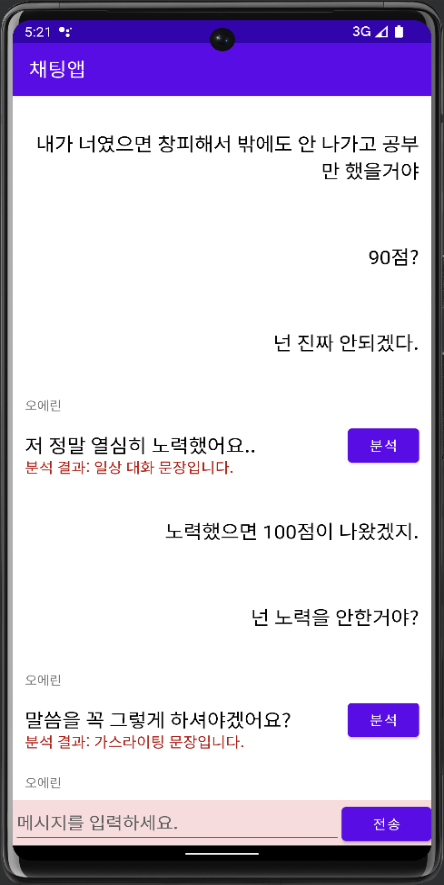 5:21
3G
채팅앱
내가 너였으면 창피해서 밖에도 안 나가고 공부
만 했을거야
90점?
넌 진짜 안되겠다.
오에린
저 정말 열심히 노력했어요..
분석
분석 결과: 일상 대화 문장입니다.
노력했으면 100점이 나왔겠지.
넌 노력을 안한거야?
오에린
말씀을 꼭 그렇게 하셔야겠어요?
분석
분석 결과: 가스라이팅 문장입니다.
오에린
메시지를 입력하세요.
전송